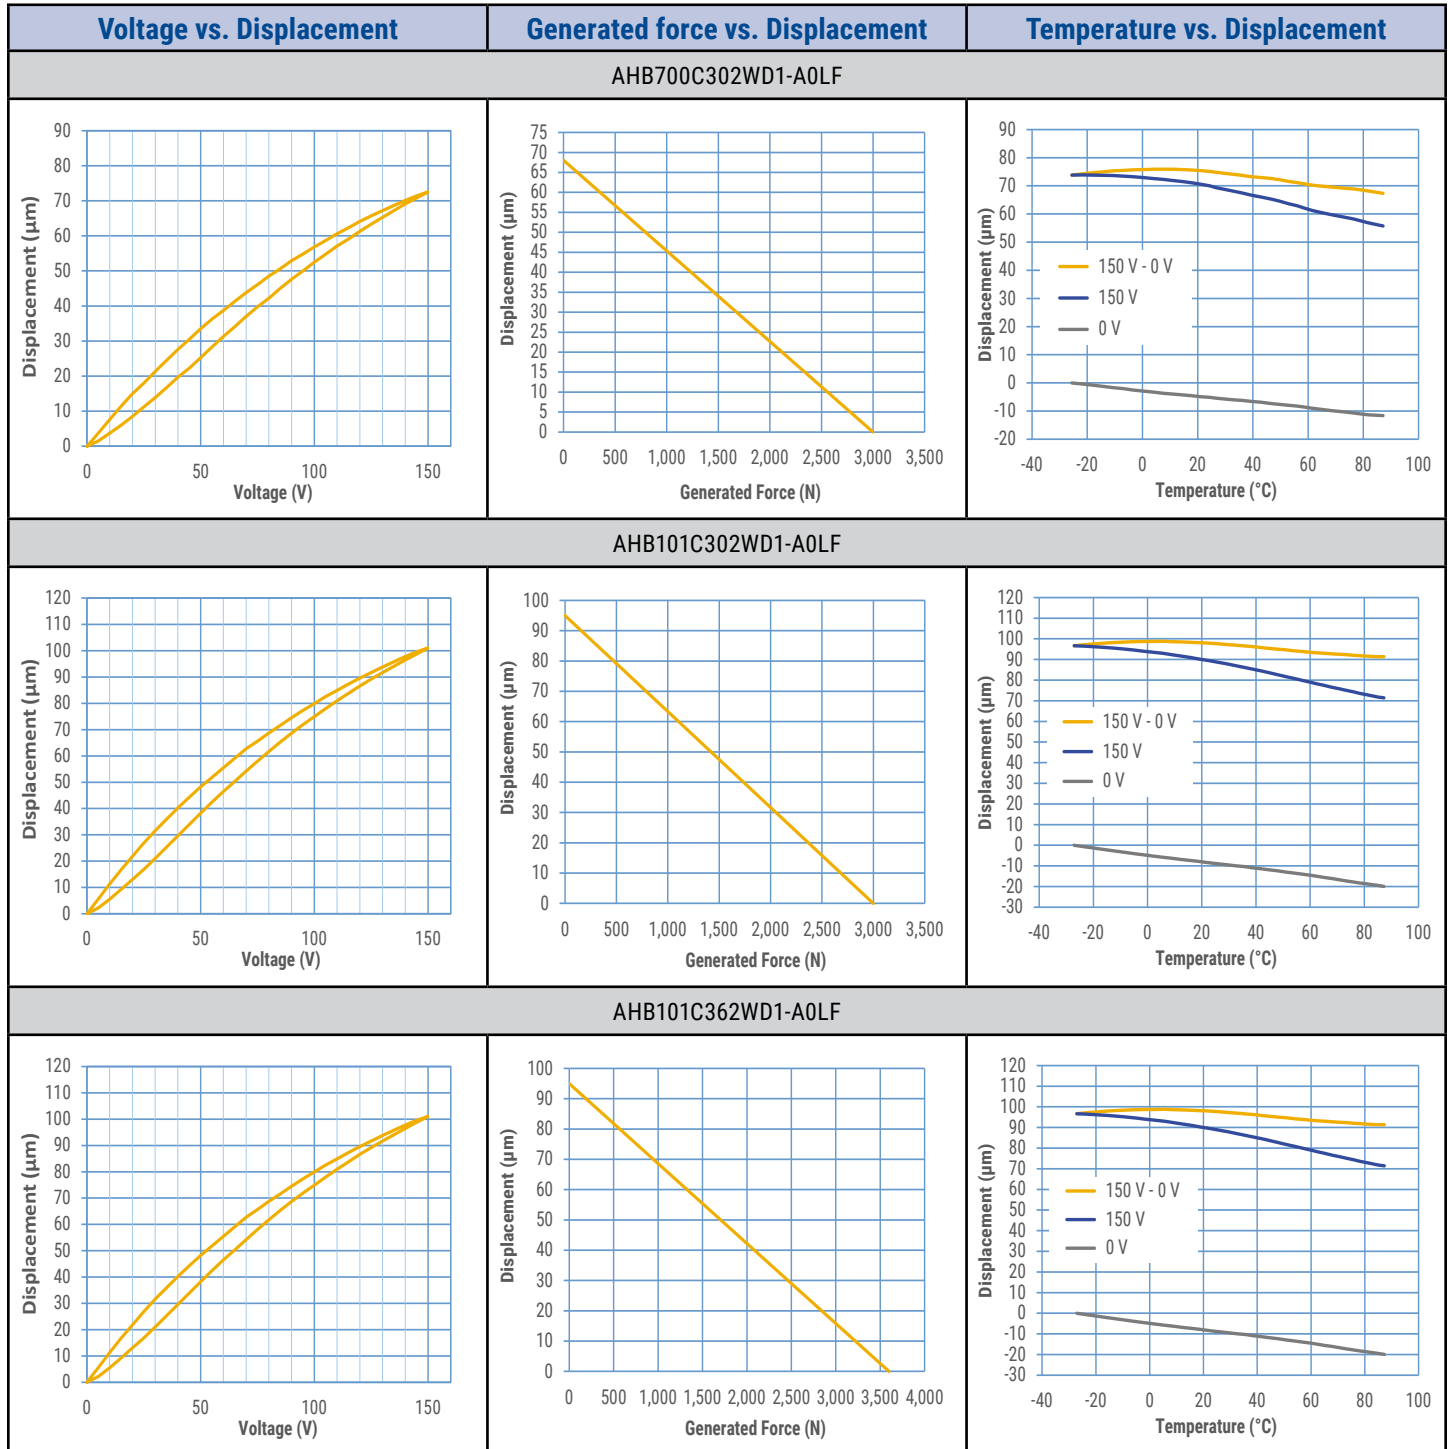 Voltage vs. Displacement
Generated force vs. Displacement
Temperature vs. Displacement
AHB700C302WD1-A0LF
Displacement (µm)
90
80
70
60
50
40
30
20
10
0
0 50 100 150
Voltage (V)
Displacement (µm)
75
70
65
60
55
50
45
40
35
30
25
20
15
10
5
0
0 500 1,000 1,500 2,000 2,500 3,000 3,500
Generated Force (N)
Displacement (µm)
90
80
70
60
50
40
30
20
10
0
-10
-20
150 V - 0 V
150 V
0 V
-40 -20 0 20 40 60 80 100
Temperature (°C)
AHB101C302WD1-A0LF
Displacement (µm)
120
110
100
90
80
70
60
50
40
30
20
10
0
0 50 100 150
Voltage (V)
Displacement (µm)
100
90
80
70
60
50
40
30
20
10
0
0 500 1,000 1,500 2,000 2,500 3,000 3,500
Generated Force (N)
Displacement (µm)
120
110
100
90
80
70
60
50
40
30
20
10
0
-10
-20
-30
150 V - 0 V
150 V
0 V
-40 -20 0 20 40 60 80 100
Temperature (°C)
AHB101C362WD1-A0LF
Displacement (µm)
120
110
100
90
80
70
60
50
40
30
20
10
0
0 50 100 150
Voltage (V)
Displacement (µm)
100
90
80
70
60
50
40
30
20
10
0
0 500 1,000 1,500 2,000 2,500 3,000 3,500 4,000
Generated Force (N)
Displacement (µm)
120
110
100
90
80
70
60
50
40
30
20
10
0
-10
-20
-30
150 V - 0 V
150 V
0 V
-40 -20 0 20 40 60 80 100
Temperature (°C)